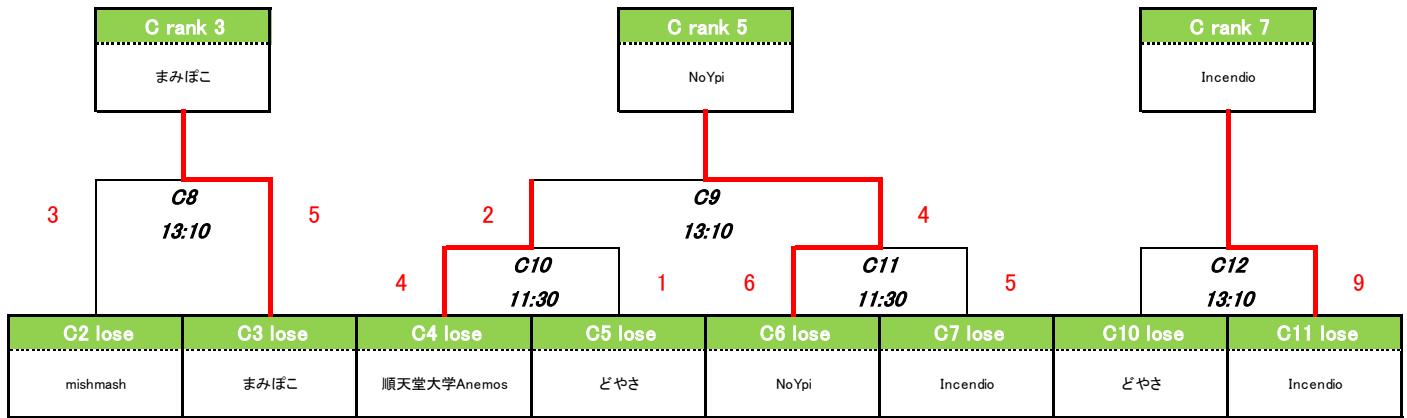 C rank 3
C rank 5
C rank 7
まみぽこ
NoYpi
Incendio
C8
C9
3
5
2
4
13:10
13:10
C10
C11
C12
4
1
6
5
9
11:30
11:30
13:10
C2 lose
C3 lose
C4 lose
C5 lose
C6 lose
C7 lose
C10 lose
C11 lose
mishmash
まみぽこ
順天堂大学Anemos
どやさ
NoYpi
Incendio
どやさ
Incendio